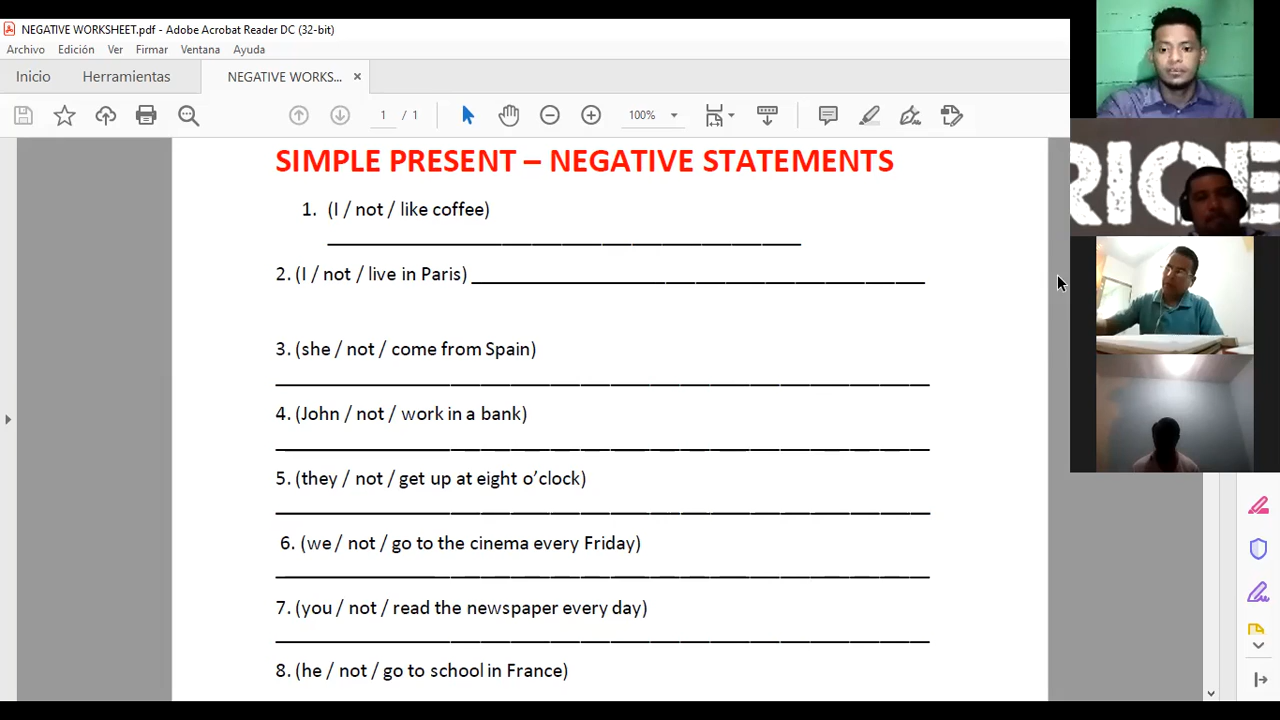 NEGATIVE WORKSHEET.pdf - Adobe Acrobat Reader DC (32-bit)
Archivo Edición Ver Firmar Ventana Ayuda
Inicio Herramientas NEGATIVE WORKS... ×
1 / 1 100%
SIMPLE PRESENT – NEGATIVE STATEMENTS
1. (I / not / like coffee)
2. (I / not / live in Paris)
3. (she / not / come from Spain)
4. (John / not / work in a bank)
5. (they / not / get up at eight o’clock)
6. (we / not / go to the cinema every Friday)
7. (you / not / read the newspaper every day)
8. (he / not / go to school in France)
RICE